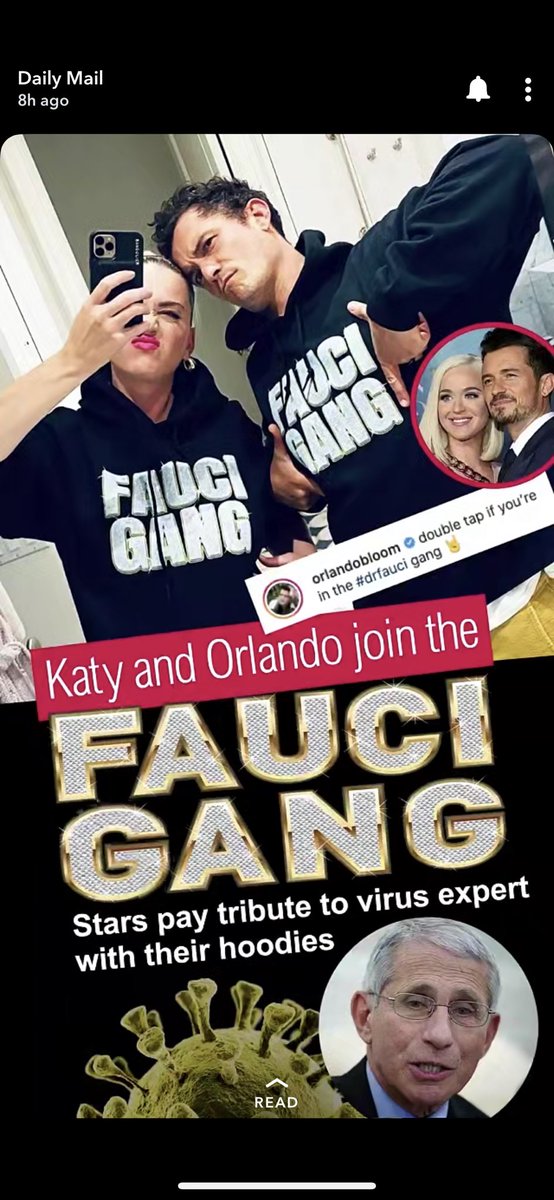 Daily Mail
8h ago
FAUCI
GANG
FAUCI
GANG
orlandobloom double tap if you're
in the #drfauci gang 🤘
Katy and Orlando join the
FAUCI
GANG
Stars pay tribute to virus expert
with their hoodies
READ